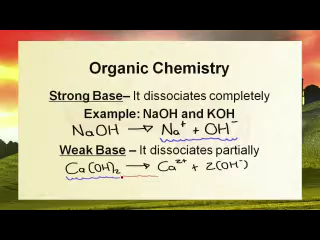 Organic Chemistry
Strong Base– It dissociates completely
Example: NaOH and KOH
NaOH → Na⁺ + OH⁻
Weak Base – It dissociates partially
Ca(OH)₂ → Ca²⁺ + 2(OH⁻)